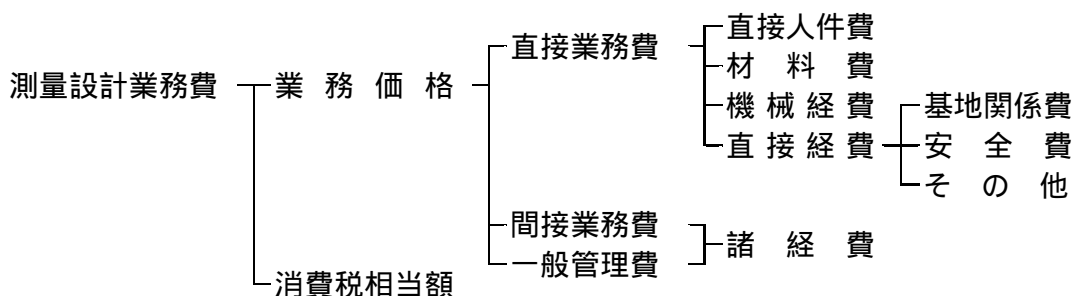 直接人件費
直接業務費
材料費
測量設計業務費 業務価格
機械経費 基地関係費
直接経費 安全費
その他
間接業務費
諸経費
一般管理費
消費税相当額